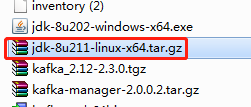 inventory (2)
jdk-8u202-windows-x64.exe
jdk-8u211-linux-x64.tar.gz
kafka_2.12-2.3.0.tgz
kafka-manager-2.0.0.2.tar.gz